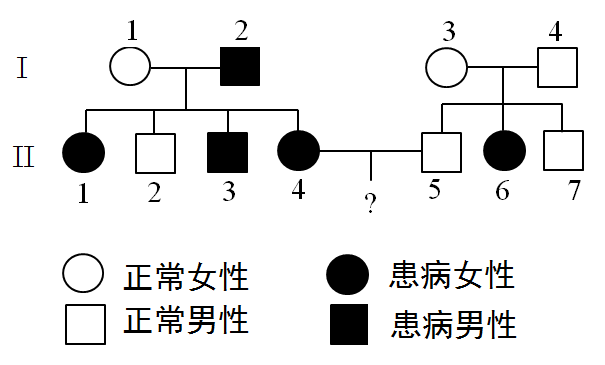 1 2 3 4
I
II
1 2 3 4 5 6 7
?
正常女性 患病女性
正常男性 患病男性